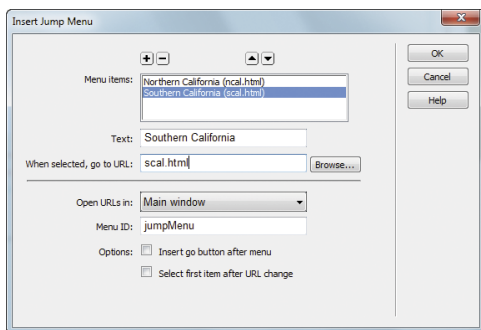 Insert Jump Menu
OK
Cancel
Help
Menu items:
Northern California (ncal.html)
Southern California (scal.html)
Text: Southern California
When selected, go to URL: scal.html Browse...
Open URLs in: Main window
Menu ID: jumpMenu
Options: Insert go button after menu
Select first item after URL change